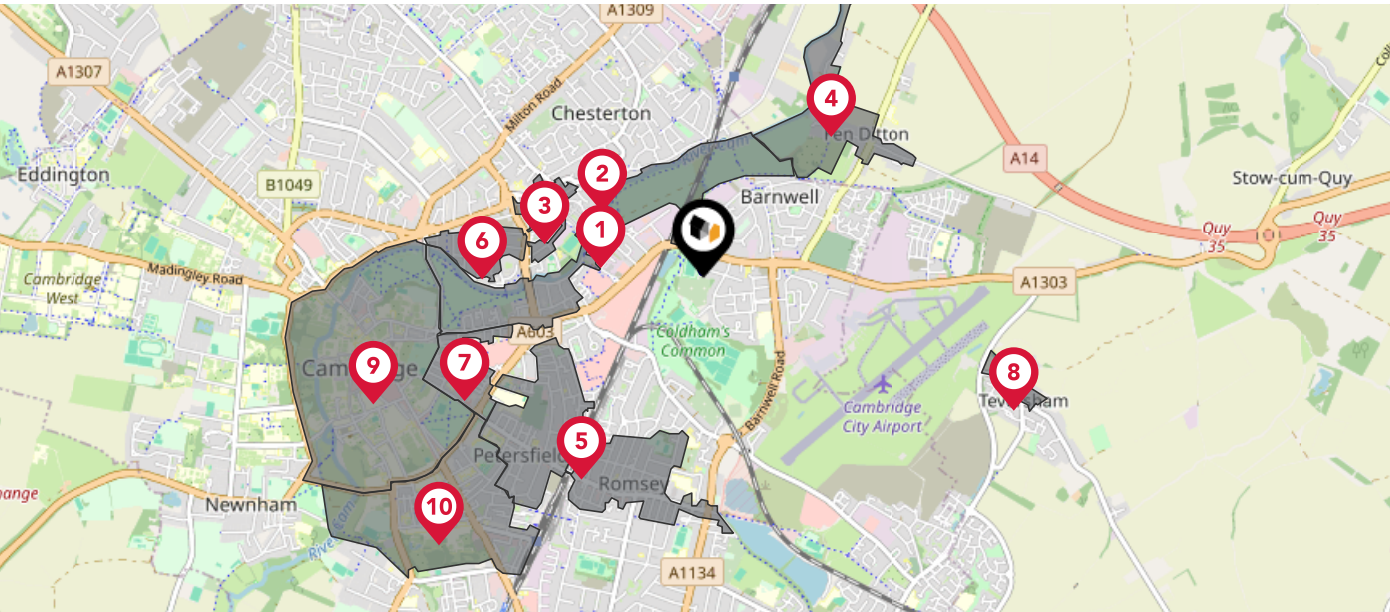 A1309
A1307
Milton Road
Chesterton
4
Fen Ditton
River Cam
A14
Eddington
B1049
2
3
1
6
Barnwell
Stow-cum-Quy
Quy
35
Quy
35
Madingley Road
Cambridge
West
A1303
A603
Coldham's
Common
9
Cambridge
7
Barnwell Road
Cambridge
City Airport
8
Teversham
5
Petersfield
Romsey
Newnham
10
River Cam
A1134